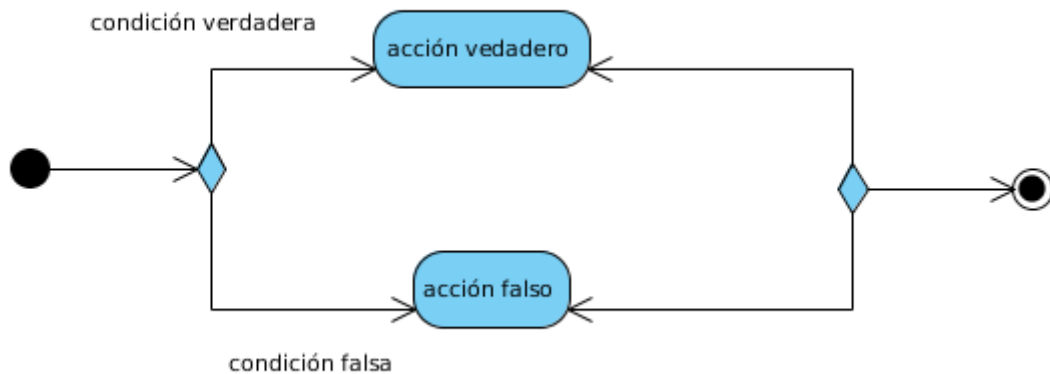 condición verdadera
acción vedadero
acción falso
condición falsa